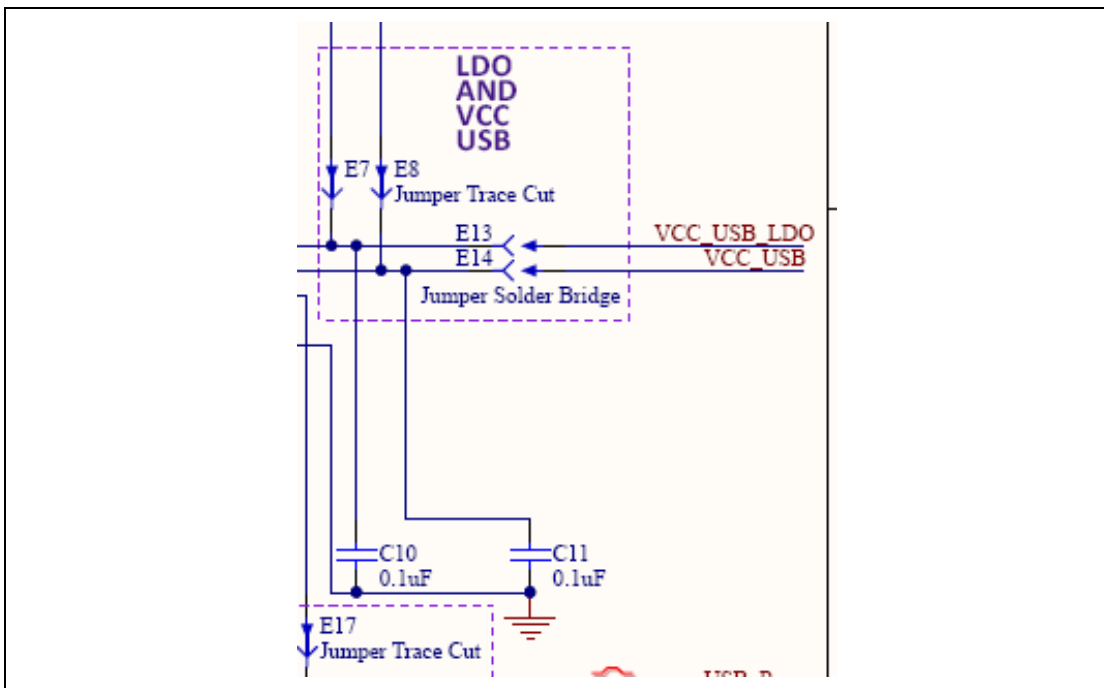 LDO
AND
VCC
USB
E7 E8
Jumper Trace Cut
E13 VCC_USB_LDO
E14 VCC_USB
Jumper Solder Bridge
C10 C11
0.1uF 0.1uF
E17
Jumper Trace Cut